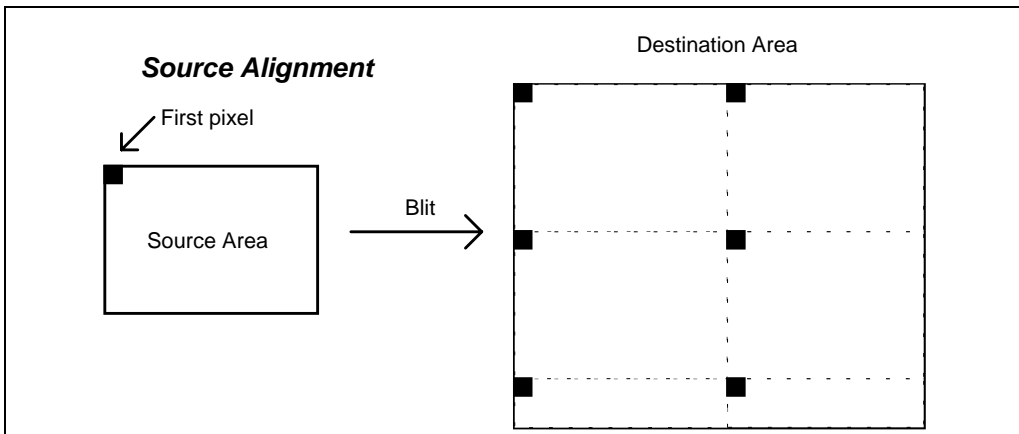 Source Alignment
First pixel
Source Area
Blit
Destination Area